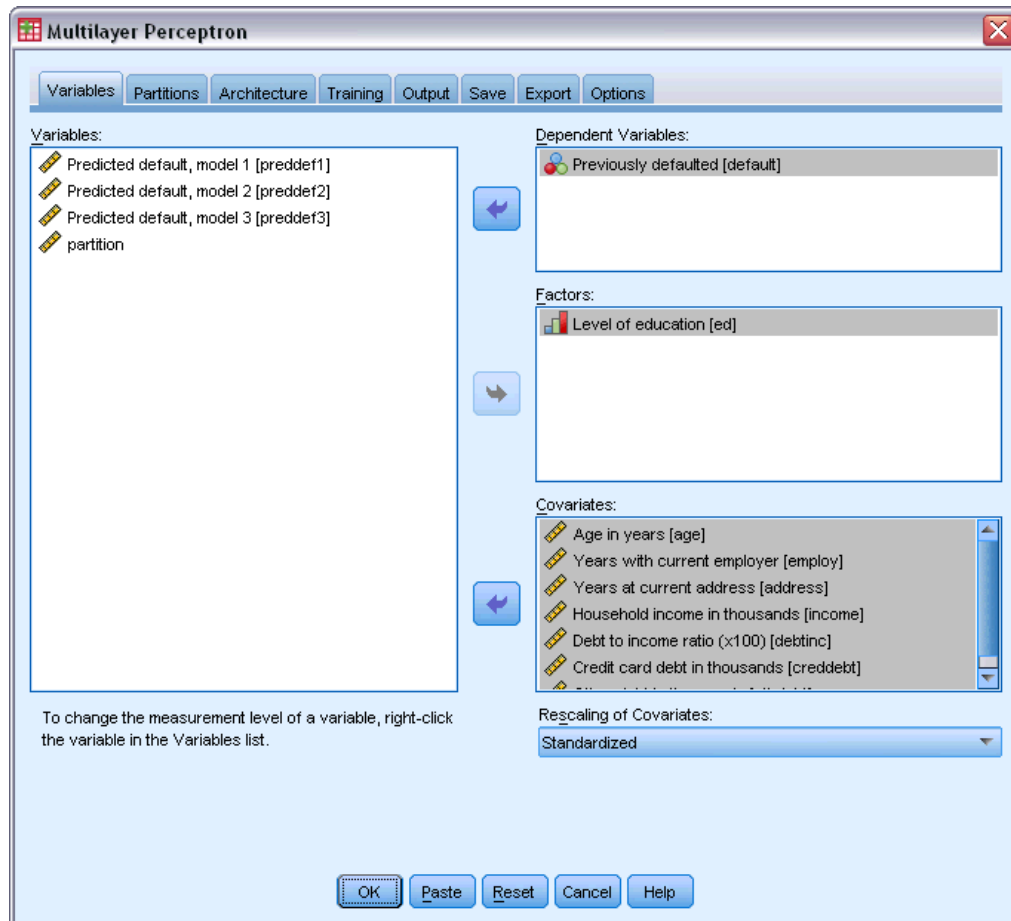 Multilayer Perceptron
Variables Partitions Architecture Training Output Save Export Options
Variables:
Predicted default, model 1 [preddef1]
Predicted default, model 2 [preddef2]
Predicted default, model 3 [preddef3]
partition
To change the measurement level of a variable, right-click
the variable in the Variables list.
Dependent Variables:
Previously defaulted [default]
Factors:
Level of education [ed]
Covariates:
Age in years [age]
Years with current employer [employ]
Years at current address [address]
Household income in thousands [income]
Debt to income ratio (x100) [debtinc]
Credit card debt in thousands [creddebt]
Rescaling of Covariates:
Standardized
OK Paste Reset Cancel Help